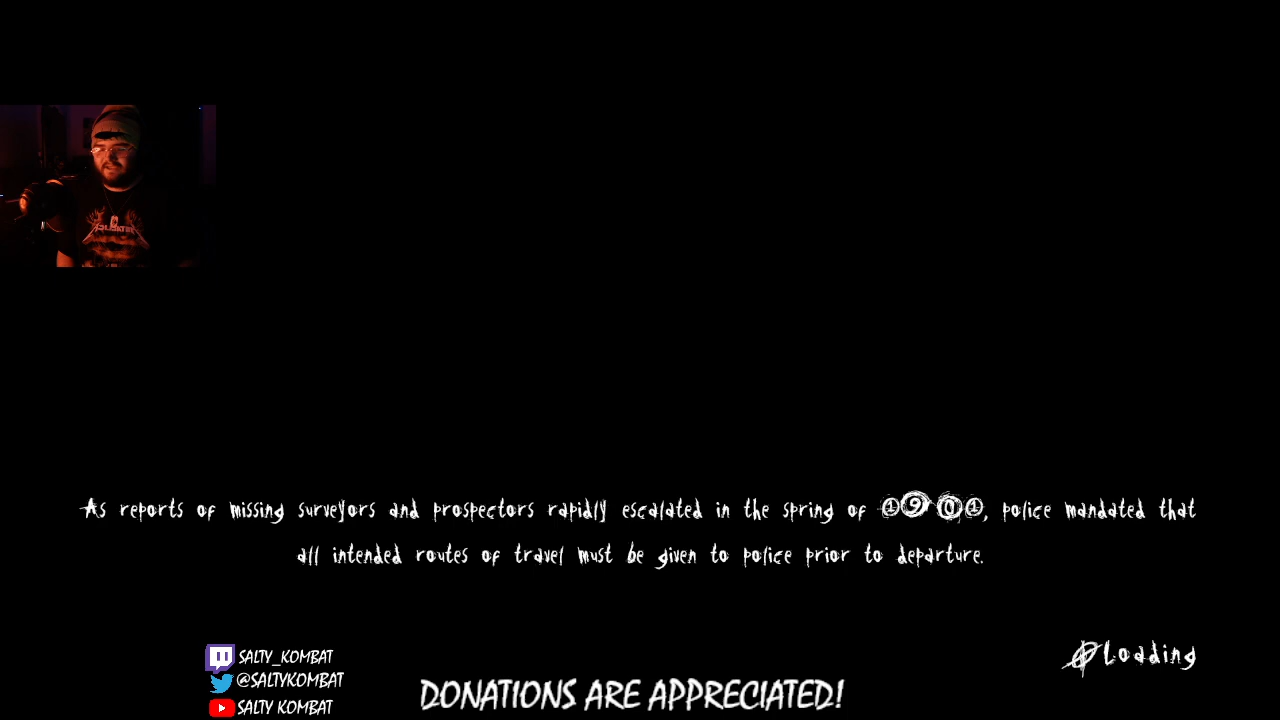 As reports of missing surveyors and prospectors rapidly escalated in the spring of 1901, police mandated that
all intended routes of travel must be given to police prior to departure.
Loading
SALTY_KOMBAT
@SALTYKOMBAT
SALTY KOMBAT
DONATIONS ARE APPRECIATED!